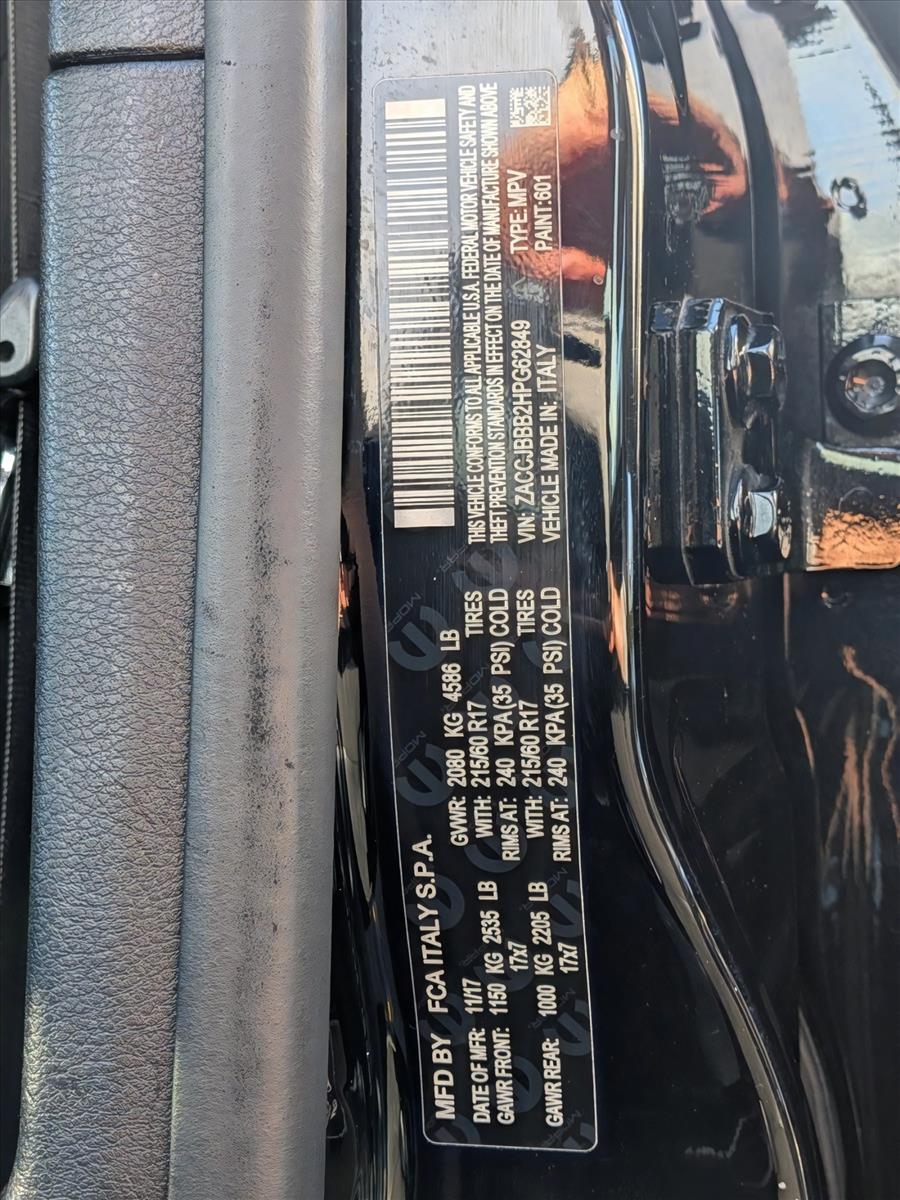 MFD BY FCA ITALY S.P.A.
DATE OF MFR: 11/17 GVWR: 2080 KG 4586 LB
GAWR FRONT: 1150 KG 2535 LB WITH: 215/60 R17 TIRES
17x7 RIMS AT: 240 KPA(35 PSI) COLD
GAWR REAR: 1000 KG 2205 LB WITH: 215/60 R17 TIRES
17x7 RIMS AT: 240 KPA(35 PSI) COLD
THIS VEHICLE CONFORMS TO ALL APPLICABLE U.S.A. FEDERAL MOTOR VEHICLE SAFETY AND
THEFT PREVENTION STANDARDS IN EFFECT ON THE DATE OF MANUFACTURE SHOWN ABOVE
VIN: ZACCJBBB2HPG62849 TYPE:MPV
VEHICLE MADE IN: ITALY PAINT:601
MOPAR